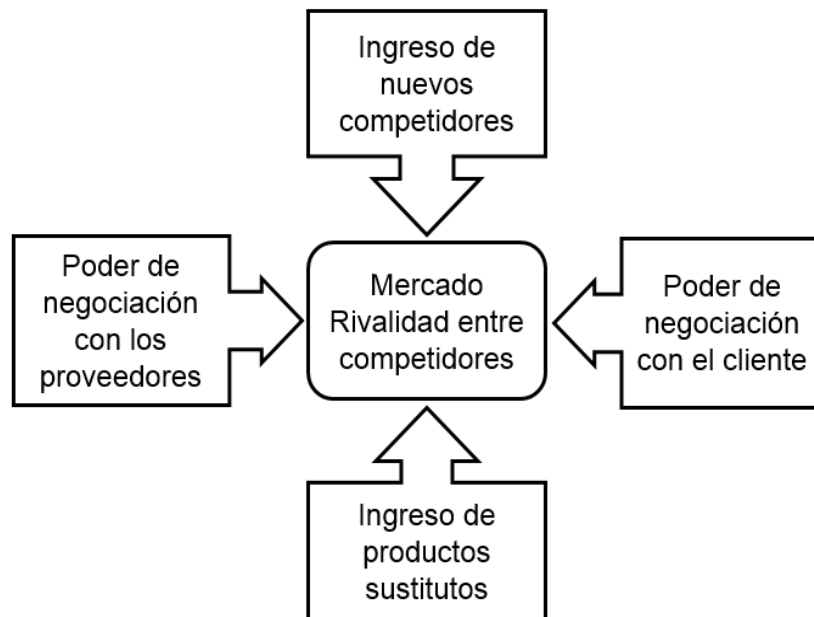 Ingreso de
nuevos
competidores
Poder de
negociación
con los
proveedores
Mercado
Rivalidad entre
competidores
Poder de
negociación
con el cliente
Ingreso de
productos
sustitutos